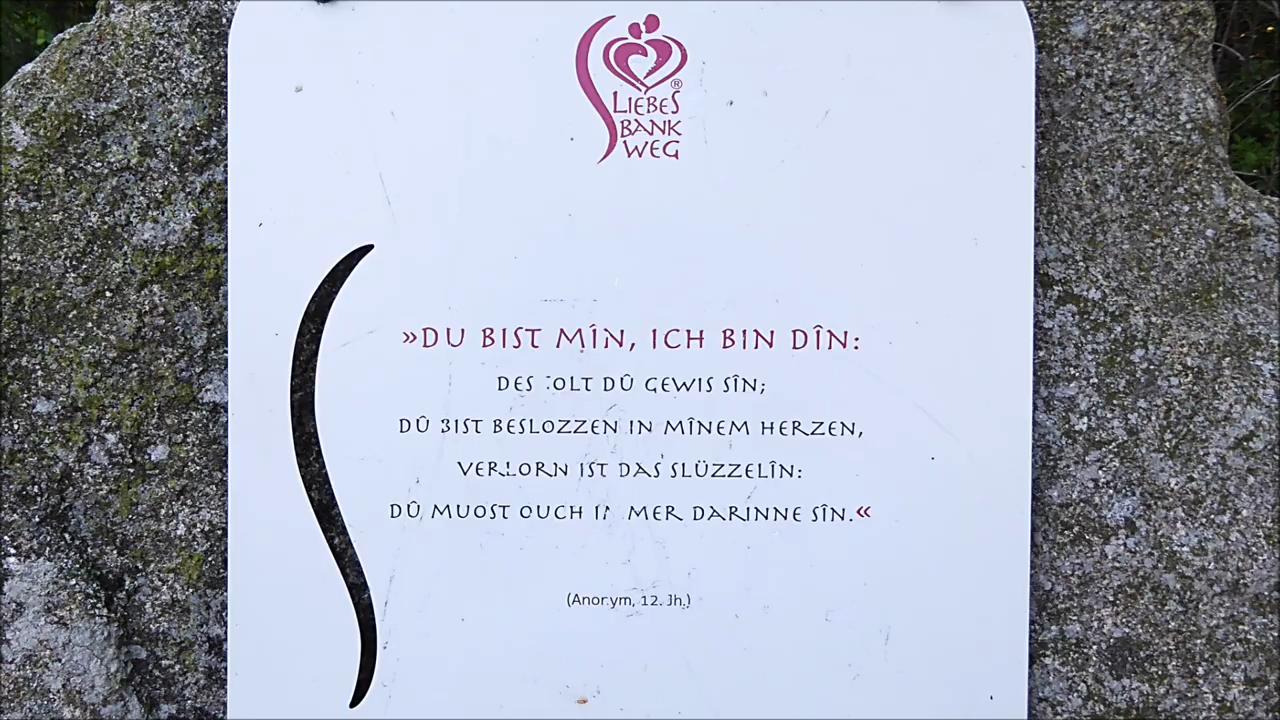 LIEBES®
BANK
WEG
»DU BIST MÎN, ICH BIN DÎN:
DES SOLT DÛ GEWIS SÎN;
DÛ BIST BESLOZZEN IN MÎNEM HERZEN,
VERLORN IST DAS SLÜZZELÎN:
DÛ MUOST OUCH IMMER DARINNE SÎN.«
(Anonym, 12. Jh.)